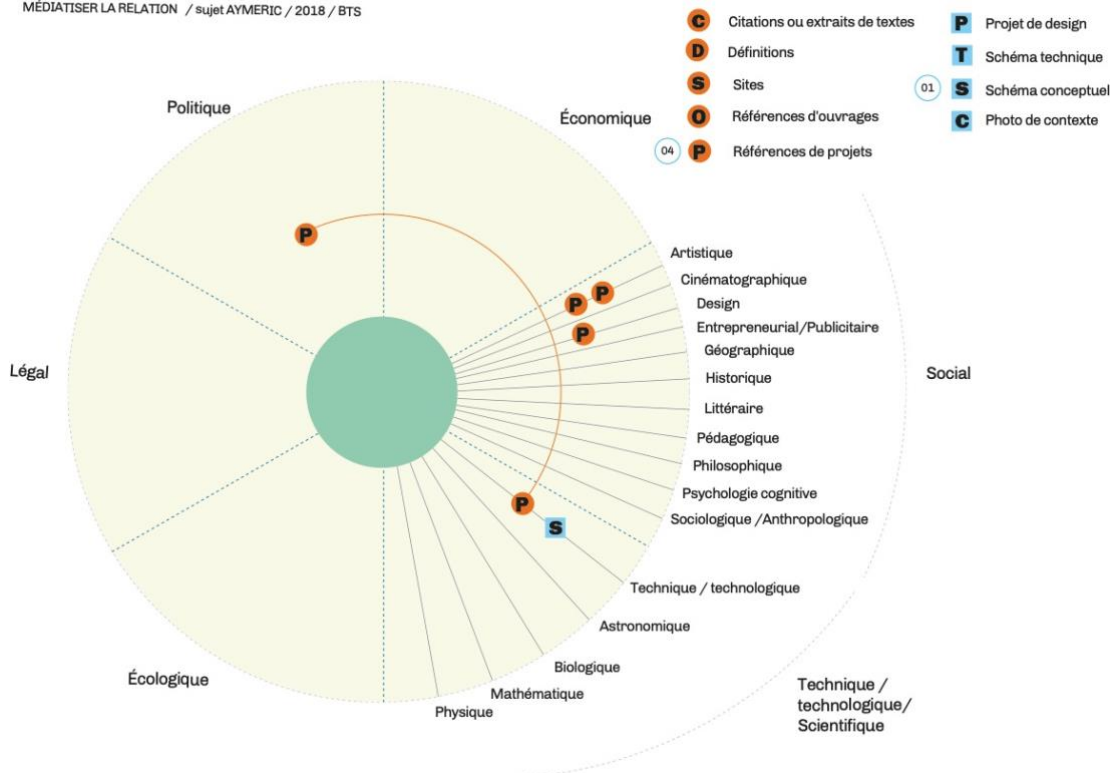 MÉDIATISER LA RELATION / sujet AYMERIC / 2018 / BTS
C Citations ou extraits de textes
D Définitions
S Sites
O Références d'ouvrages
04 P Références de projets
P Projet de design
T Schéma technique
01 S Schéma conceptuel
C Photo de contexte
Politique
Économique
P
Artistique
Cinématographique
P P
Design
P
Entrepreneurial/Publicitaire
Géographique
Légal
Social
Historique
Littéraire
Pédagogique
Philosophique
Psychologie cognitive
P
Sociologique /Anthropologique
S
Technique / technologique
Astronomique
Biologique
Écologique
Mathématique
Physique
Technique /
technologique/
Scientifique